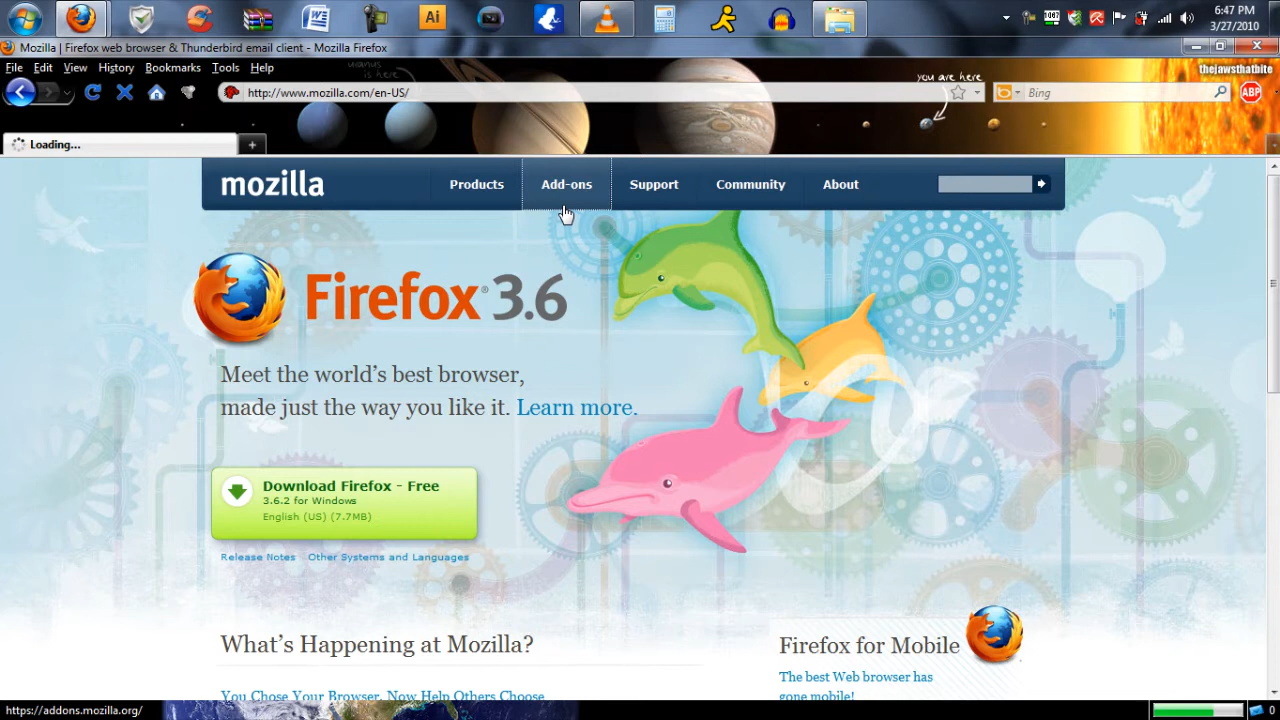 6:47 PM
3/27/2010
Mozilla | Firefox web browser & Thunderbird email client - Mozilla Firefox
File Edit View History Bookmarks Tools Help
uranus
is here
you are here
thejawsthatbite
http://www.mozilla.com/en-US/
Bing
ABP
Loading...
mozilla
Products Add-ons Support Community About
Firefox® 3.6
Meet the world's best browser,
made just the way you like it. Learn more.
Download Firefox - Free
3.6.2 for Windows
English (US) (7.7MB)
Release Notes Other Systems and Languages
What's Happening at Mozilla?
Firefox for Mobile
The best Web browser has
gone mobile!
You Chose Your Browser, Now Help Others Choose
https://addons.mozilla.org/
0